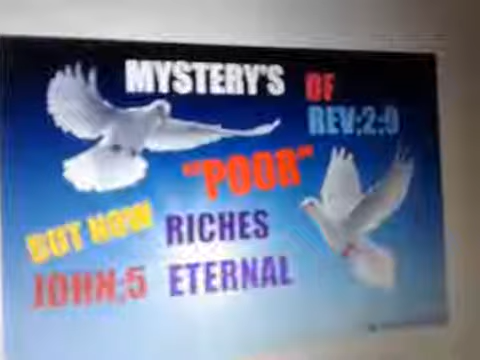 MYSTERY'S OF
REV:2:9
"POOR"
BUT NOW RICHES
JOHN;5 ETERNAL